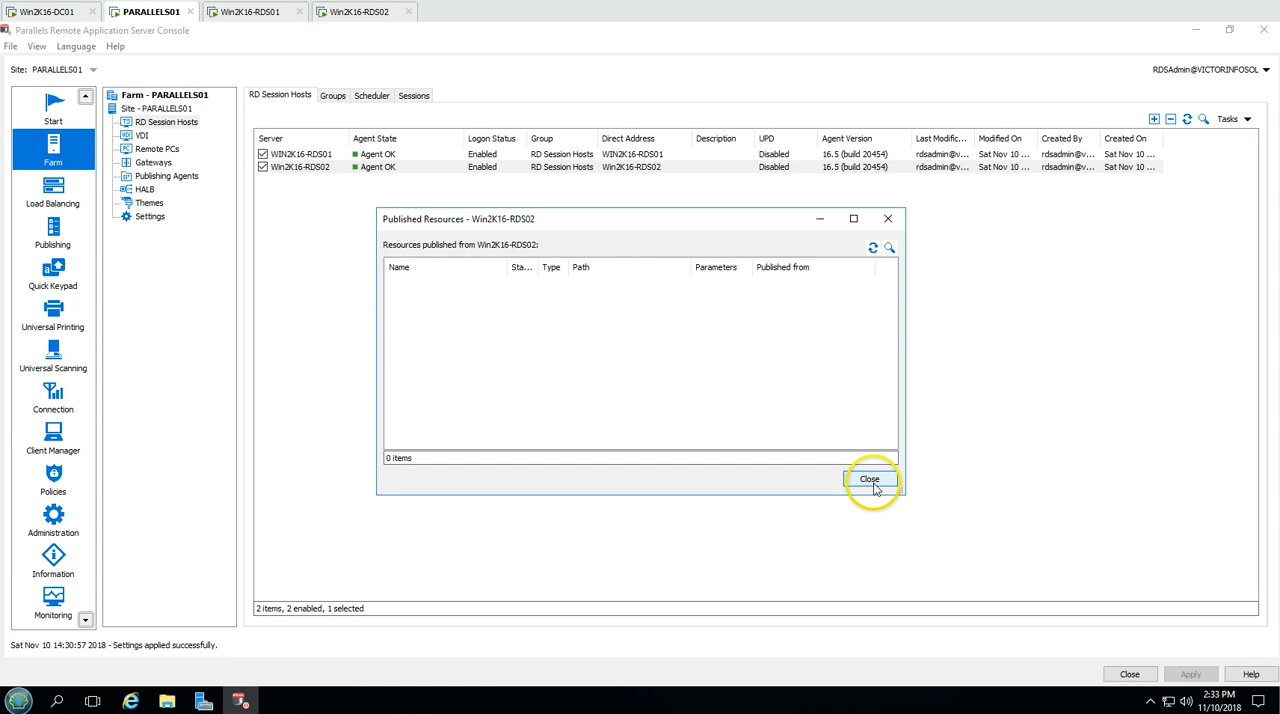 Win2K16-DC01
PARALLELS01
Win2K16-RDS01
Win2K16-RDS02
Parallels Remote Application Server Console
File View Language Help
Site: PARALLELS01
RDSAdmin@VICTORINFOSOL
Start
Farm
Load Balancing
Publishing
Quick Keypad
Universal Printing
Universal Scanning
Connection
Client Manager
Policies
Administration
Information
Monitoring
Farm - PARALLELS01
Site - PARALLELS01
RD Session Hosts
VDI
Remote PCs
Gateways
Publishing Agents
HALB
Themes
Settings
RD Session Hosts Groups Scheduler Sessions
Tasks
Server Agent State Logon Status Group Direct Address Description UPD Agent Version Last Modific... Modified On Created By Created On
WIN2K16-RDS01 Agent OK Enabled RD Session Hosts WIN2K16-RDS01 Disabled 16.5 (build 20454) rdsadmin@v... Sat Nov 10 ... rdsadmin@v... Sat Nov 10 ...
Win2K16-RDS02 Agent OK Enabled RD Session Hosts Win2K16-RDS02 Disabled 16.5 (build 20454) rdsadmin@v... Sat Nov 10 ... rdsadmin@v... Sat Nov 10 ...
Published Resources - Win2K16-RDS02
Resources published from Win2K16-RDS02:
Name Sta... Type Path Parameters Published from
0 items
Close
2 items, 2 enabled, 1 selected
Sat Nov 10 14:30:57 2018 - Settings applied successfully.
Close Apply Help
2:33 PM
11/10/2018